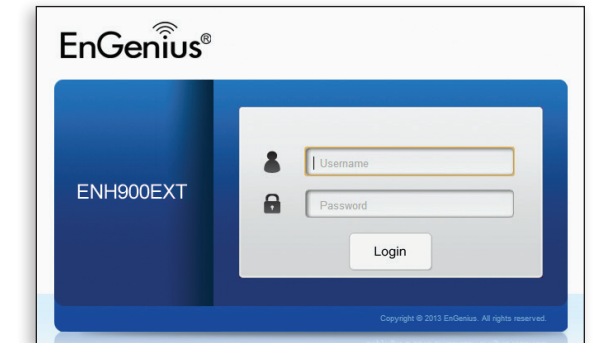 EnGenius®
ENH900EXT
Username
Password
Login
Copyright © 2013 EnGenius. All rights reserved.